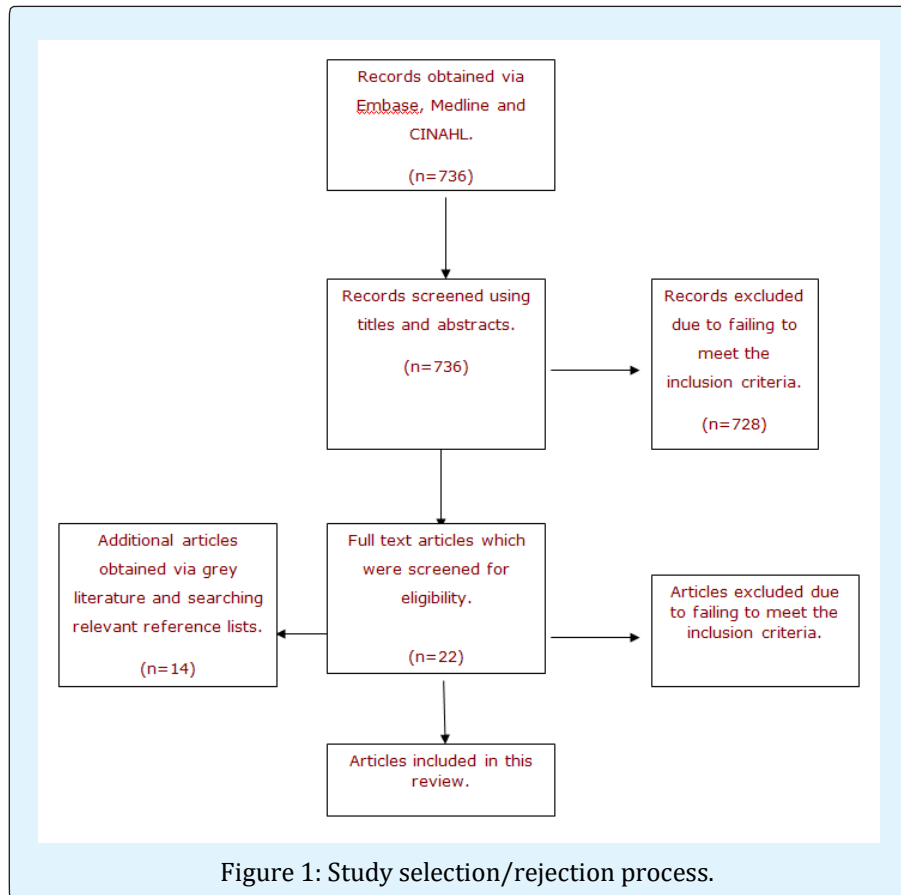 Records obtained via
Embase, Medline and
CINAHL.
(n=736)
Records screened using
titles and abstracts.
(n=736)
Records excluded
due to failing to
meet the
inclusion criteria.
(n=728)
Additional articles
obtained via grey
literature and searching
relevant reference lists.
(n=14)
Full text articles which
were screened for
eligibility.
(n=22)
Articles excluded due
to failing to meet the
inclusion criteria.
Articles included in this
review.
Figure 1: Study selection/rejection process.